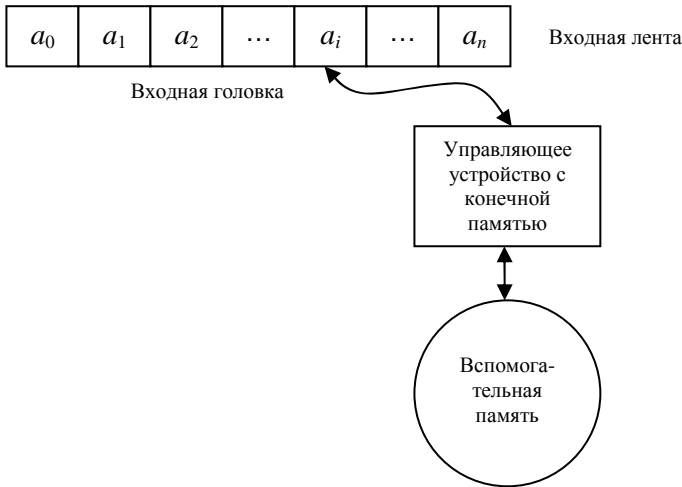 a₀ a₁ a₂ ⋯ aᵢ ⋯ aₙ Входная лента
Входная головка
Управляющее
устройство с
конечной
памятью
Вспомога-
тельная
память